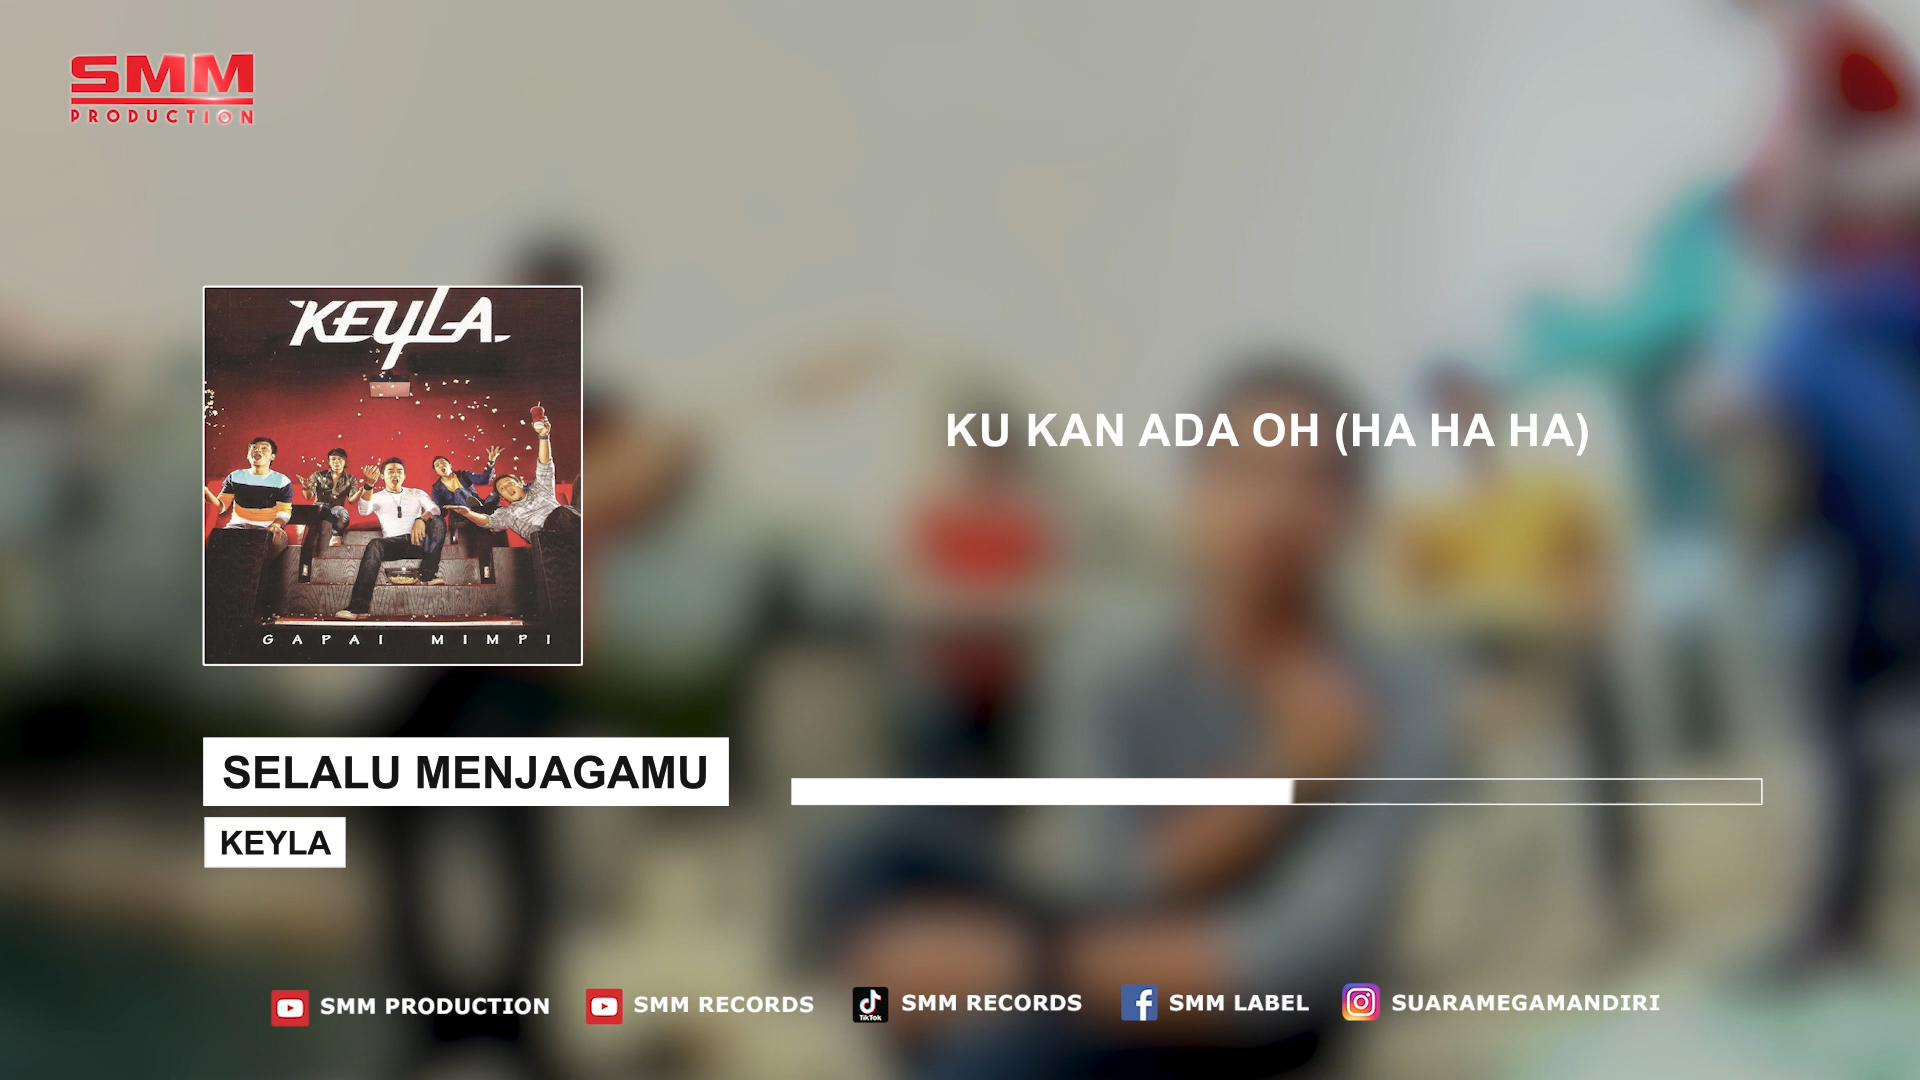 SMM
PRODUCTION
KEYLA
GAPAI MIMPI
KU KAN ADA OH (HA HA HA)
SELALU MENJAGAMU
KEYLA
SMM PRODUCTION
SMM RECORDS
TikTok
SMM RECORDS
SMM LABEL
SUARAMEGAMANDIRI